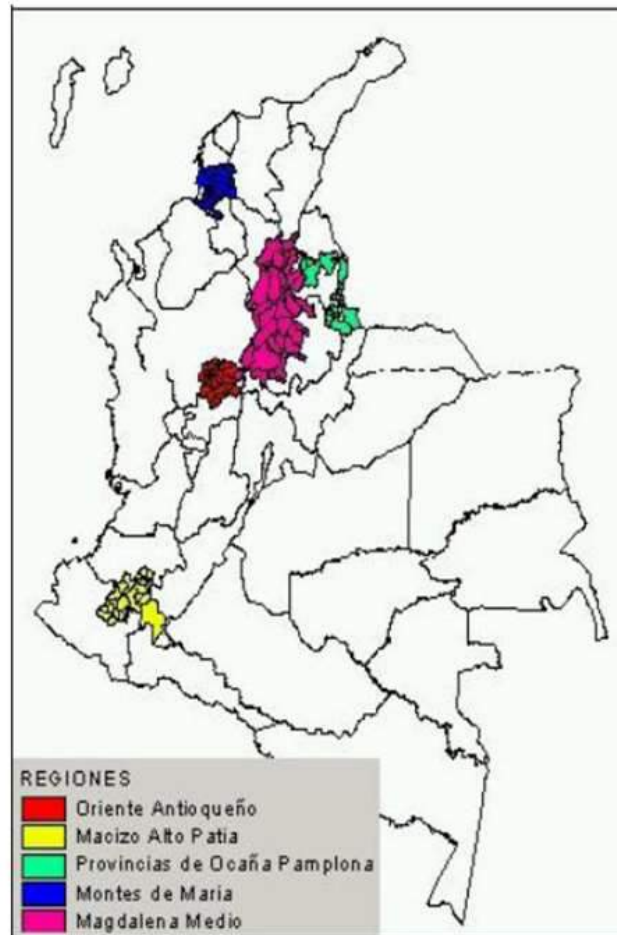 REGIONES
Oriente Antioqueño
Macizo Alto Patia
Provincias de Ocaña Pamplona
Montes de Maria
Magdalena Medio